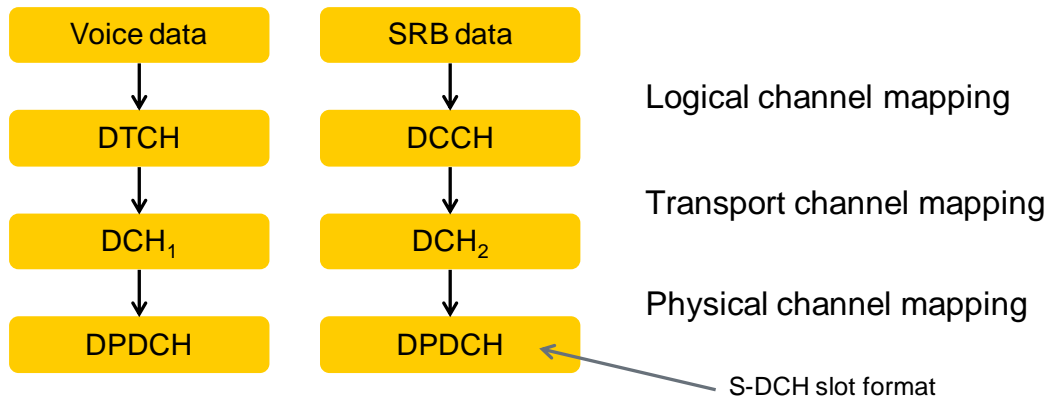 Voice data
SRB data
Logical channel mapping
DTCH
DCCH
Transport channel mapping
DCH₁
DCH₂
Physical channel mapping
DPDCH
DPDCH
S-DCH slot format